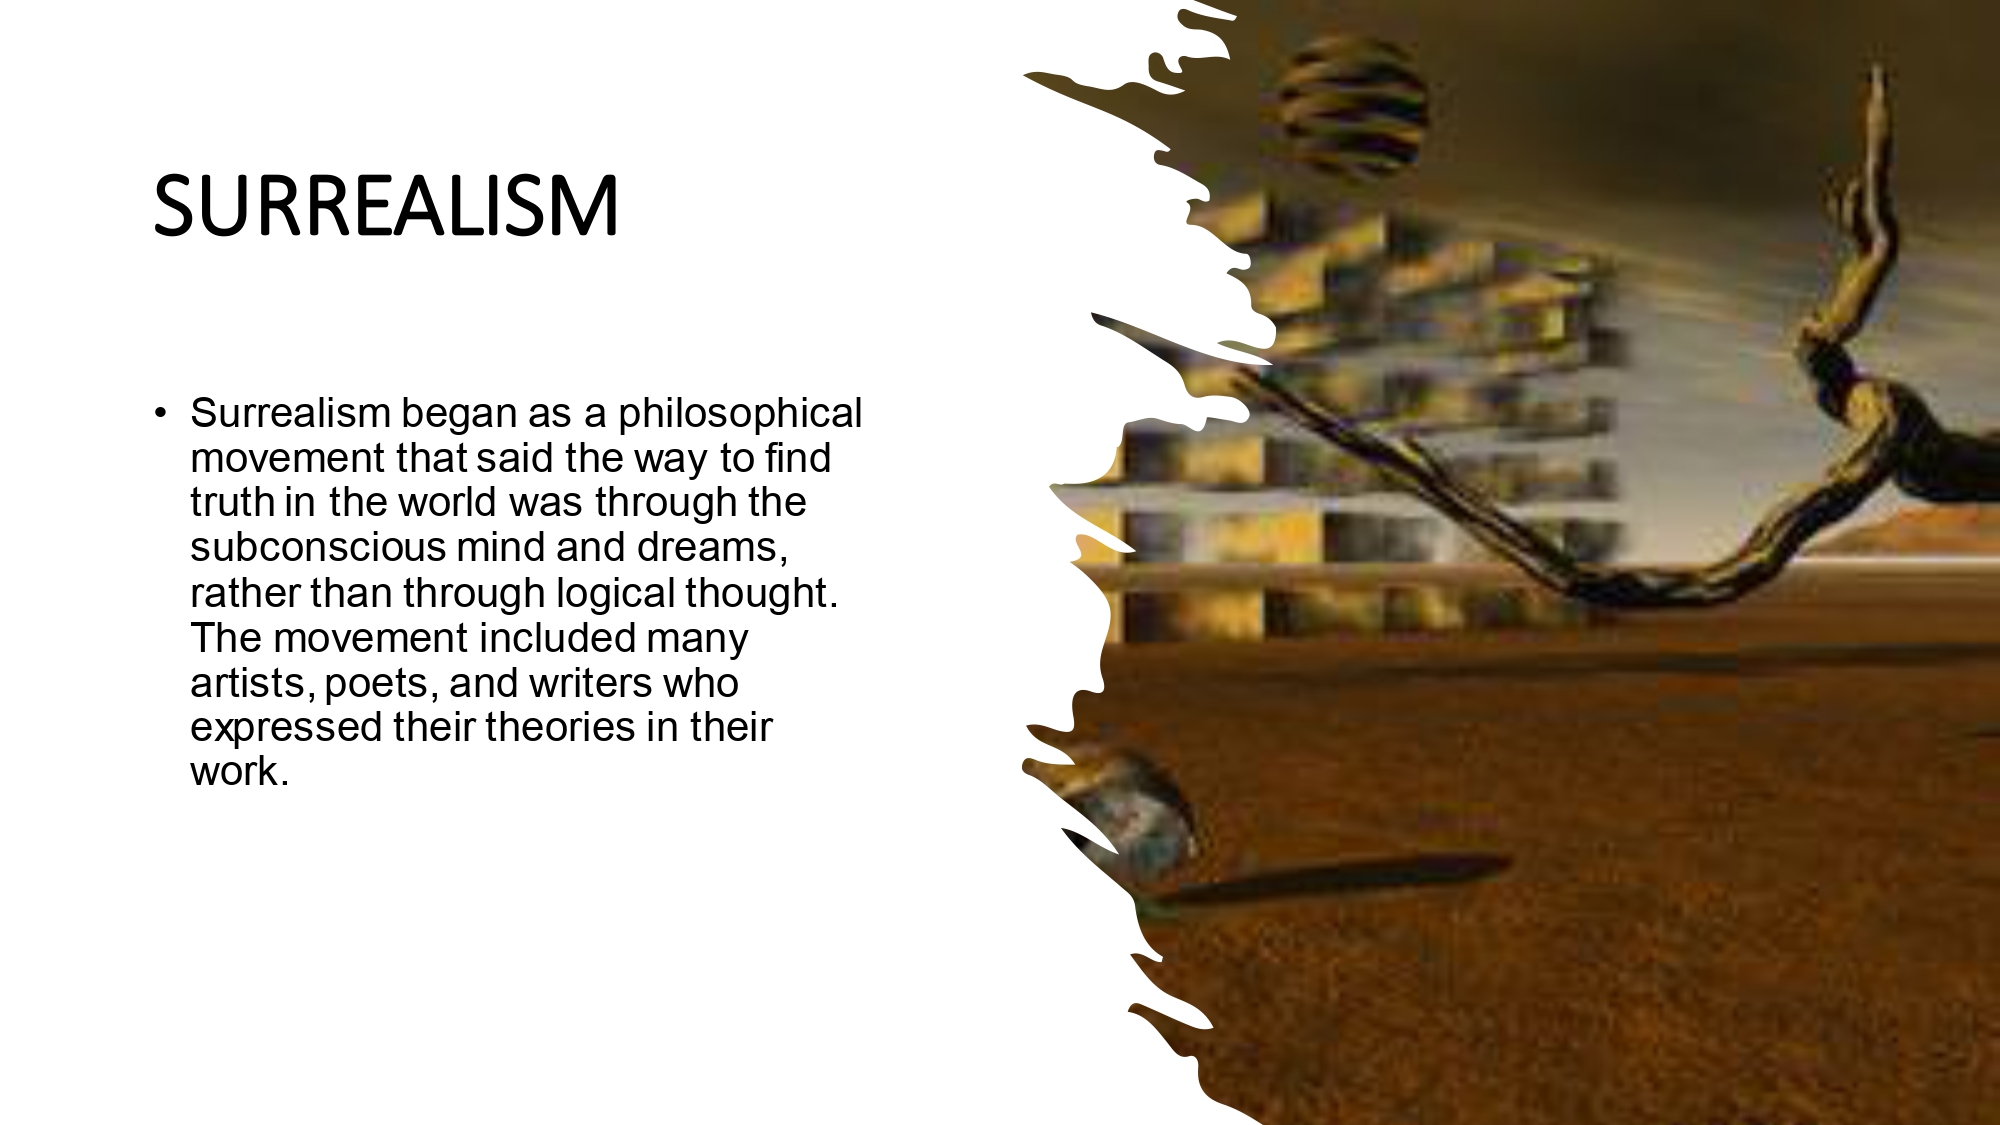 SURREALISM
• Surrealism began as a philosophical
movement that said the way to find
truth in the world was through the
subconscious mind and dreams,
rather than through logical thought.
The movement included many
artists, poets, and writers who
expressed their theories in their
work.